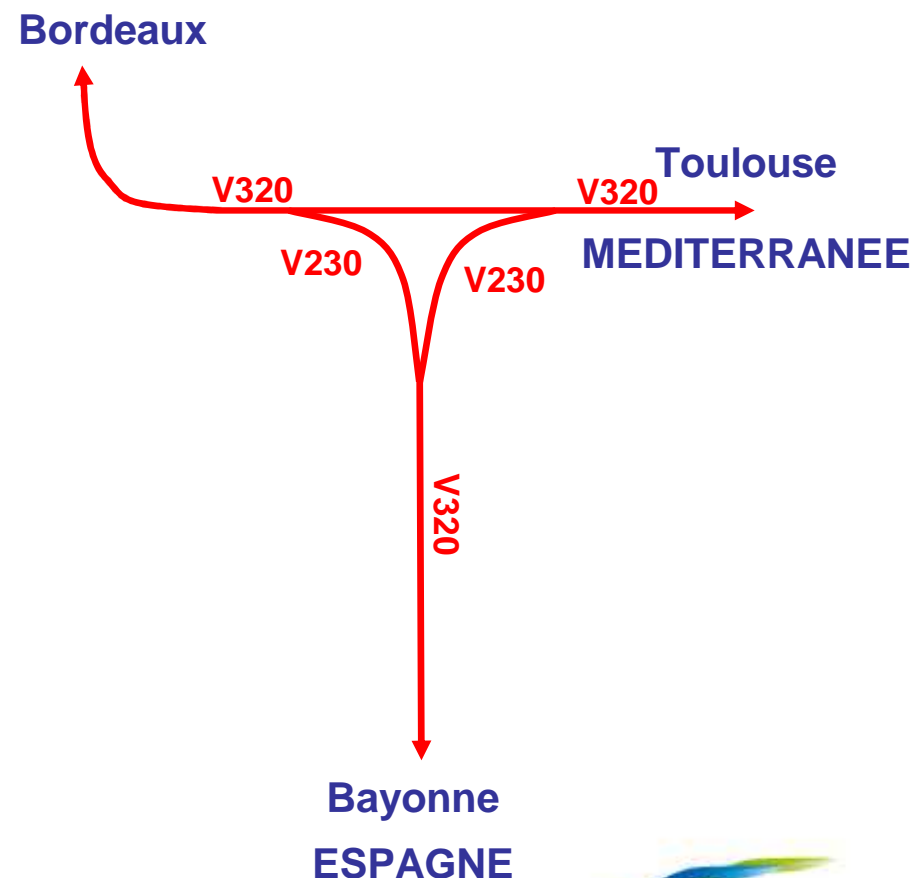 Bordeaux
Toulouse
V320
V320
MEDITERRANEE
V230
V230
V320
Bayonne
ESPAGNE